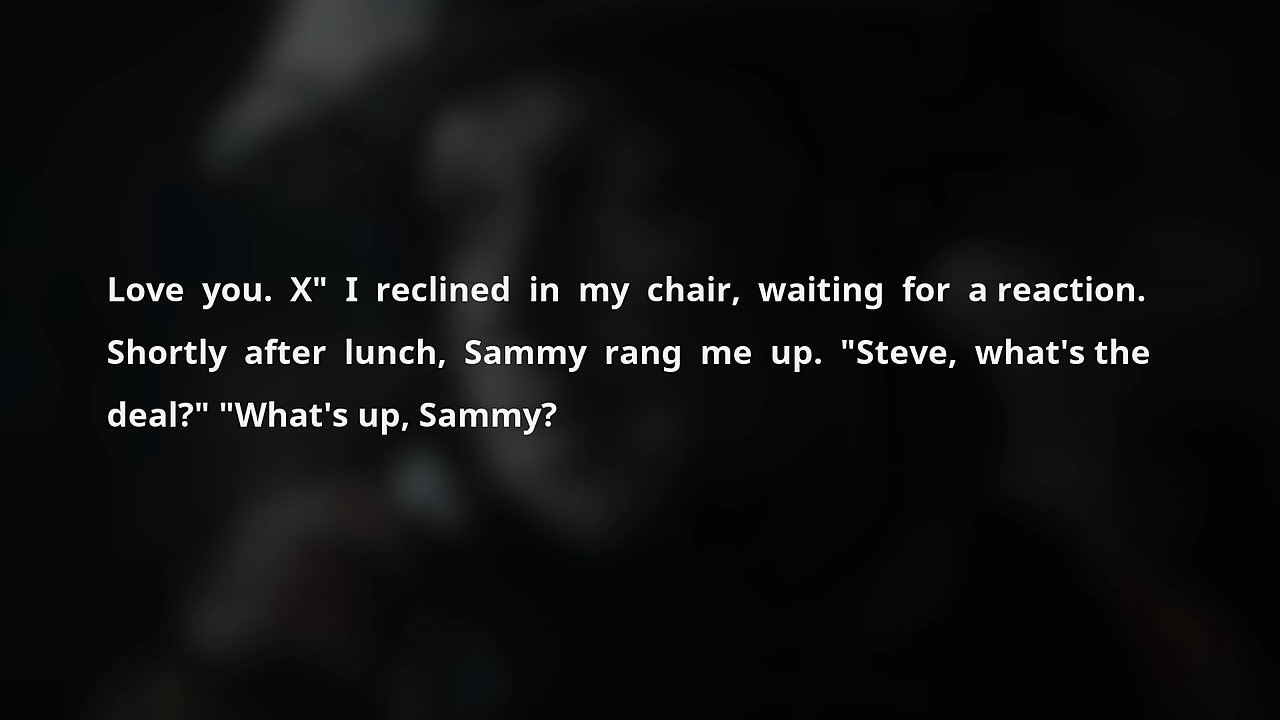 Love you. X" I reclined in my chair, waiting for a reaction.
Shortly after lunch, Sammy rang me up. "Steve, what's the
deal?" "What's up, Sammy?